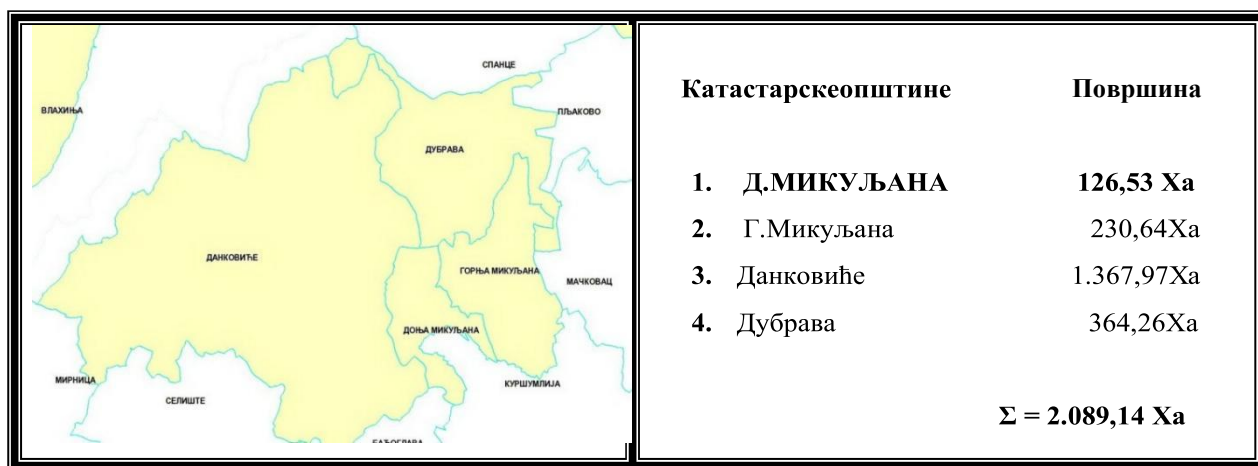 СПАНЦЕ
ВЛАХИЊА
ПЉАКОВО
ДУБРАВА
ДАНКОВИЋЕ
ГОРЊА МИКУЉАНА
МАЧКОВАЦ
ДОЊА МИКУЉАНА
МИРНИЦА
КУРШУМЛИЈА
СЕЛИШТЕ
Катастарскеопштине Површина
1. Д.МИКУЉАНА 126,53 Ха
2. Г.Микуљана 230,64Ха
3. Данковиће 1.367,97Ха
4. Дубрава 364,26Ха
Σ = 2.089,14 Ха